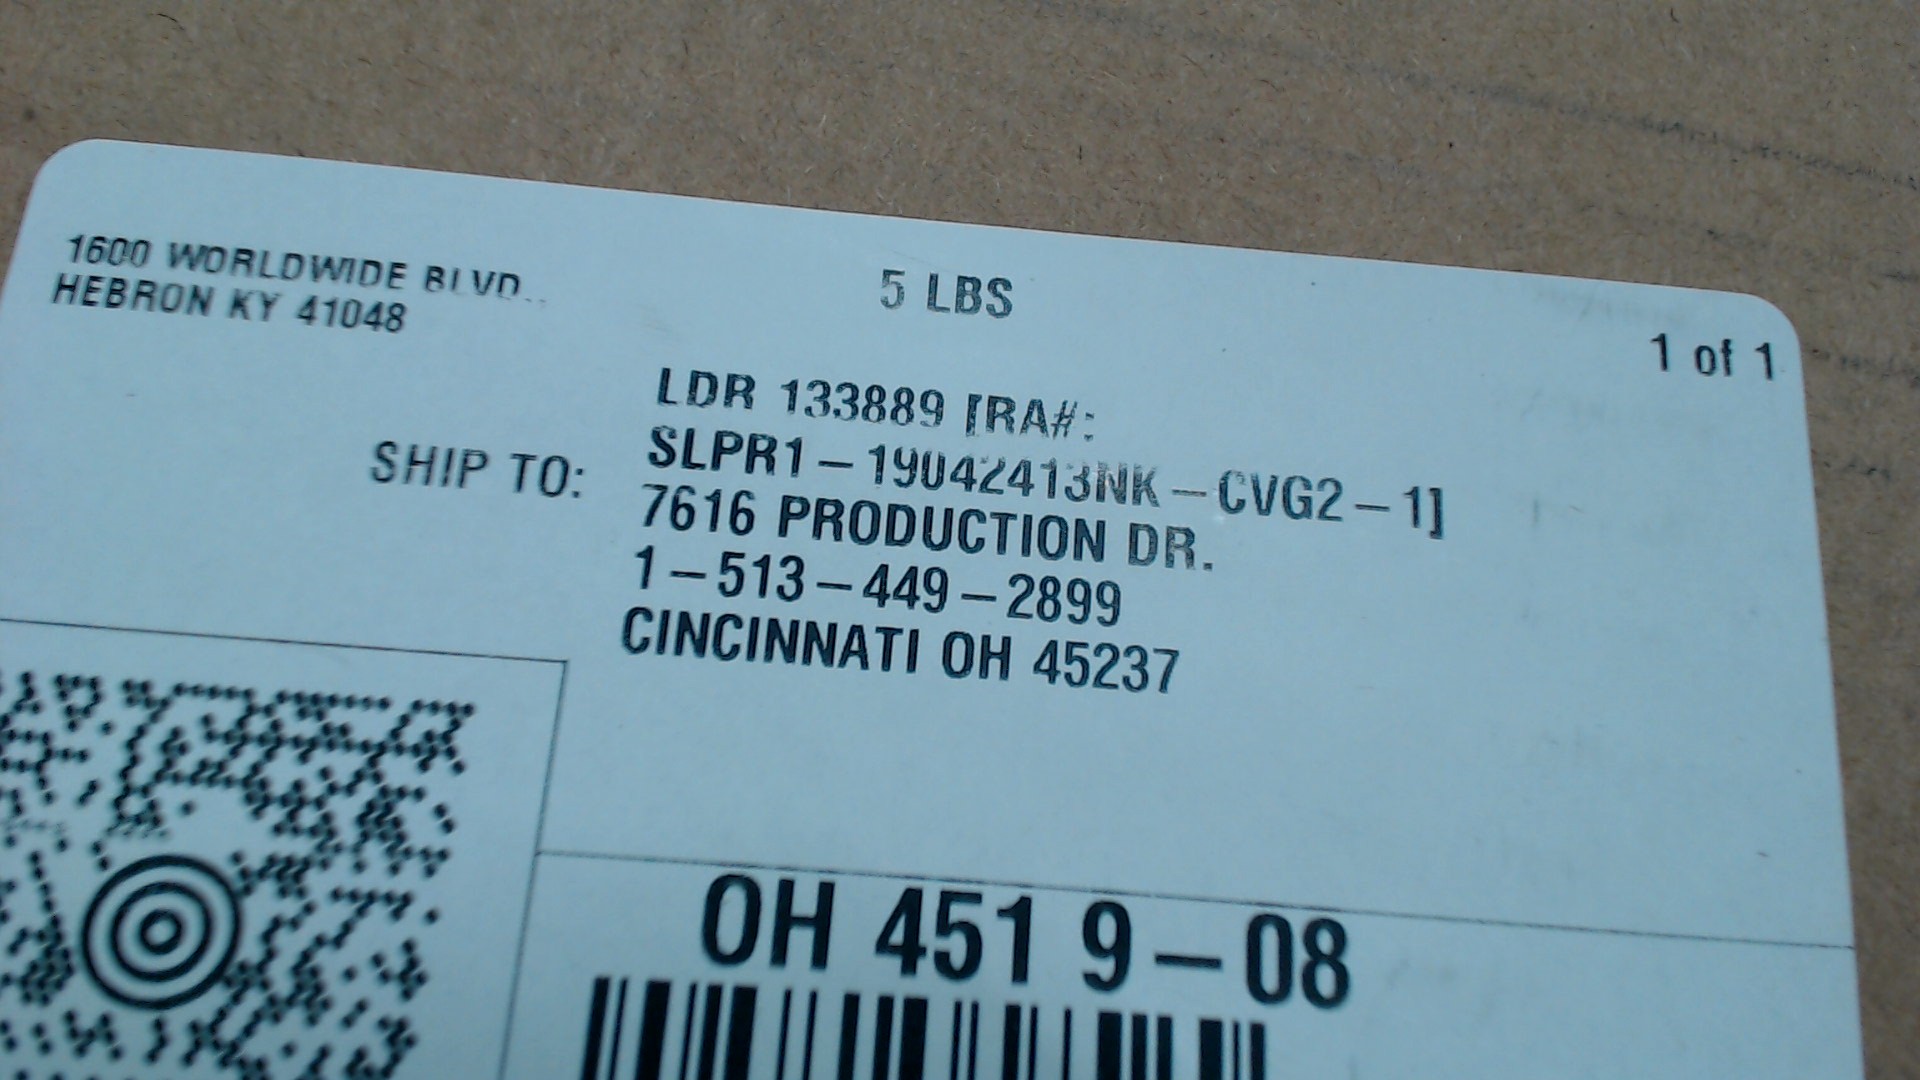 1600 WORLDWIDE BLVD..
HEBRON KY 41048
5 LBS
1 of 1
SHIP TO:
LDR 133889 [RA#:
SLPR1-19042413NK-CVG2-1]
7616 PRODUCTION DR.
1-513-449-2899
CINCINNATI OH 45237
OH 451 9-08